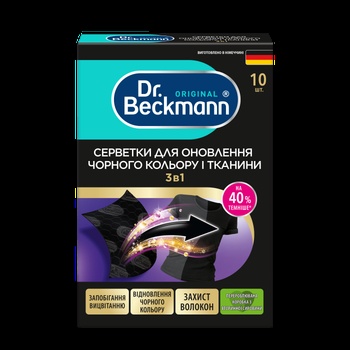 ВИГОТОВЛЕНО В НІМЕЧЧИНІ
Dr.
ORIGINAL ®
Beckmann
10
шт.
СЕРВЕТКИ ДЛЯ ОНОВЛЕННЯ
ЧОРНОГО КОЛЬОРУ І ТКАНИНИ
3в1
НА
40%
ТЕМНІШЕ*
ЗАПОБІГАННЯ
ВИЦВІТАННЮ
ВІДНОВЛЕННЯ
ЧОРНОГО
КОЛЬОРУ
ЗАХИСТ
ВОЛОКОН